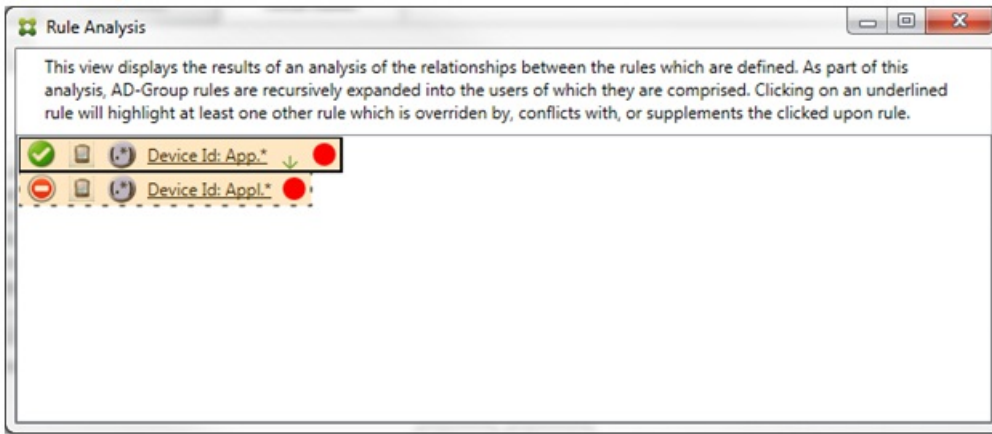 Rule Analysis
This view displays the results of an analysis of the relationships between the rules which are defined. As part of this
analysis, AD-Group rules are recursively expanded into the users of which they are comprised. Clicking on an underlined
rule will highlight at least one other rule which is overriden by, conflicts with, or supplements the clicked upon rule.
(.*) Device Id: App.*
(.*) Device Id: Appl.*